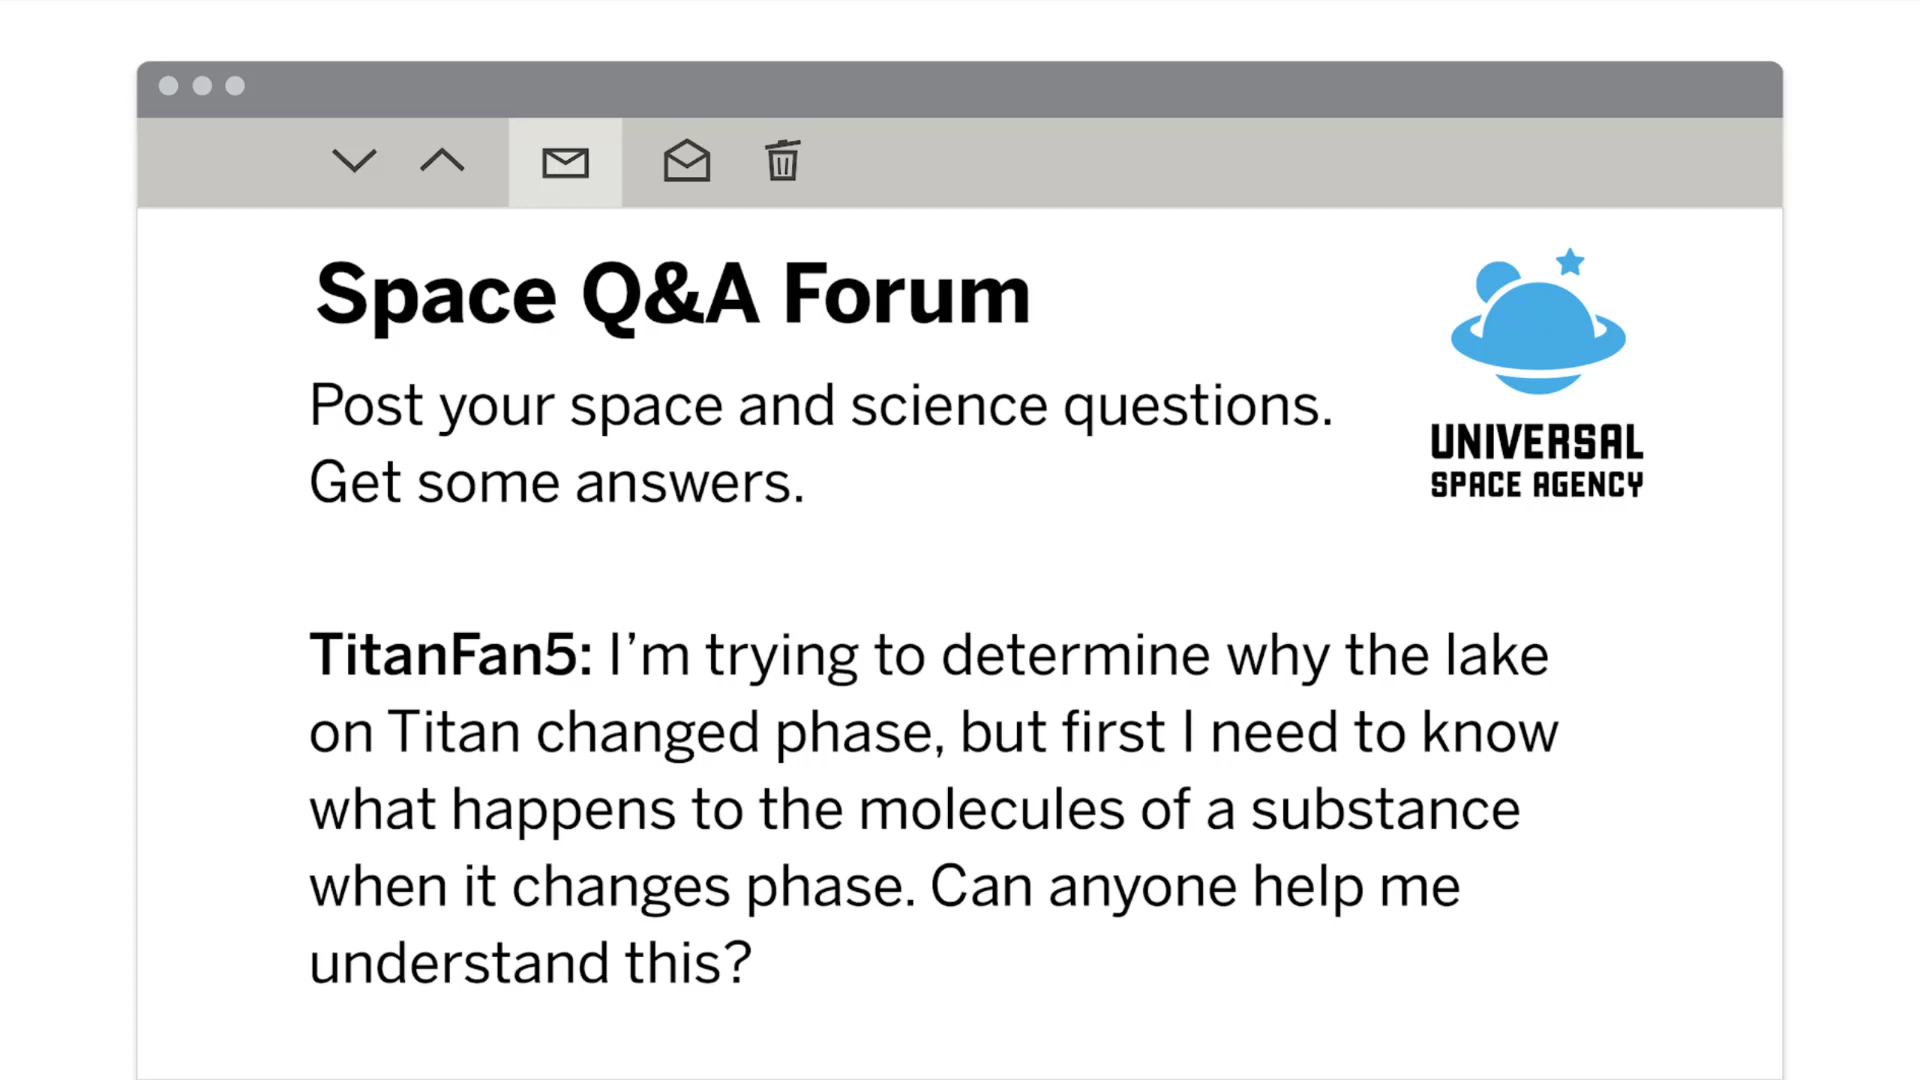 Space Q&A Forum
Post your space and science questions.
Get some answers.
UNIVERSAL
SPACE AGENCY
TitanFan5: I’m trying to determine why the lake
on Titan changed phase, but first I need to know
what happens to the molecules of a substance
when it changes phase. Can anyone help me
understand this?